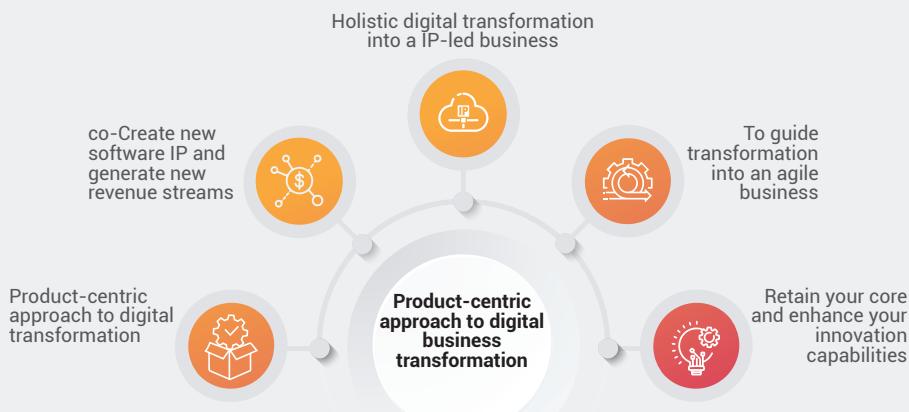 Holistic digital transformation
into a IP-led business
IP
co-Create new
software IP and
generate new
revenue streams
$
To guide
transformation
into an agile
business
Product-centric
approach to digital
transformation
Product-centric
approach to digital
business
transformation
Retain your core
and enhance your
innovation
capabilities